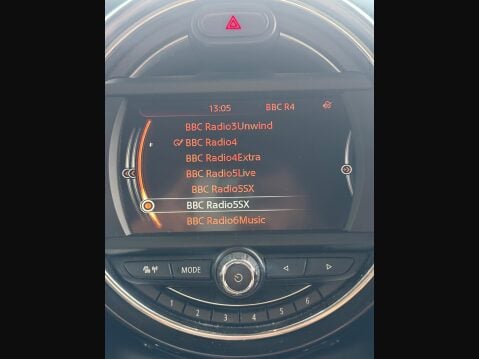 13:05 BBC R4
BBC Radio3Unwind
BBC Radio4
BBC Radio4Extra
BBC Radio5Live
BBC Radio5SX
BBC Radio5SX
BBC Radio6Music
MODE
1 2 3 4 5 6